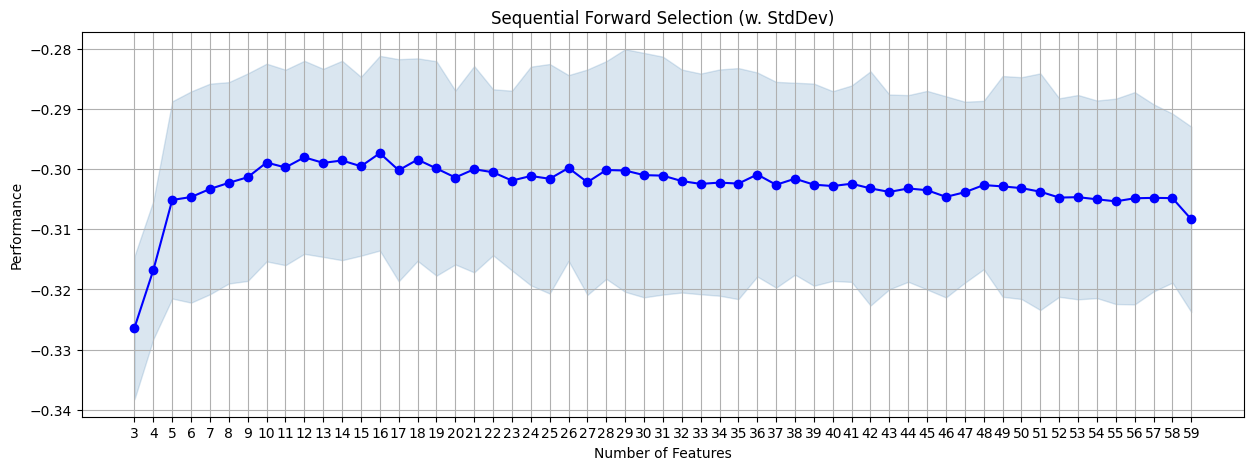 Sequential Forward Selection (w. StdDev)
Performance
−0.28
−0.29
−0.30
−0.31
−0.32
−0.33
−0.34
3 4 5 6 7 8 9 10 11 12 13 14 15 16 17 18 19 20 21 22 23 24 25 26 27 28 29 30 31 32 33 34 35 36 37 38 39 40 41 42 43 44 45 46 47 48 49 50 51 52 53 54 55 56 57 58 59
Number of Features